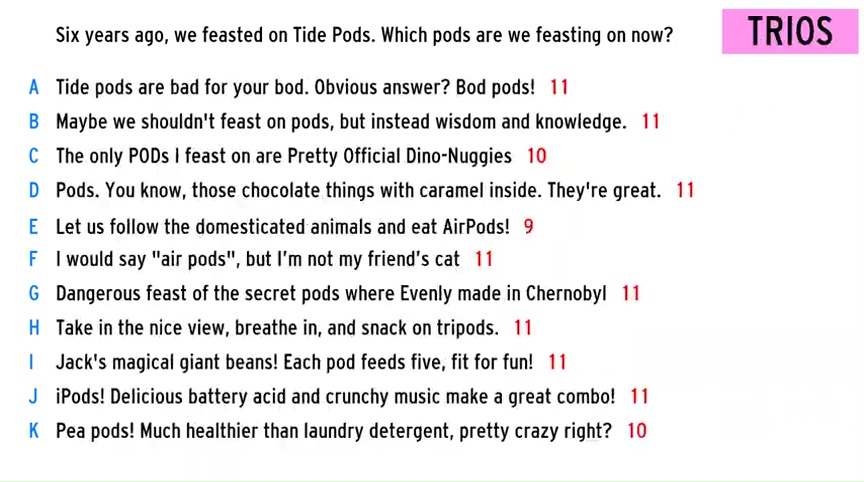 Six years ago, we feasted on Tide Pods. Which pods are we feasting on now?
TRIOS
A Tide pods are bad for your bod. Obvious answer? Bod pods! 11
B Maybe we shouldn't feast on pods, but instead wisdom and knowledge. 11
C The only PODs I feast on are Pretty Official Dino-Nuggies 10
D Pods. You know, those chocolate things with caramel inside. They're great. 11
E Let us follow the domesticated animals and eat AirPods! 9
F I would say "air pods", but I'm not my friend's cat 11
G Dangerous feast of the secret pods where Evenly made in Chernobyl 11
H Take in the nice view, breathe in, and snack on tripods. 11
I Jack's magical giant beans! Each pod feeds five, fit for fun! 11
J iPods! Delicious battery acid and crunchy music make a great combo! 11
K Pea pods! Much healthier than laundry detergent, pretty crazy right? 10